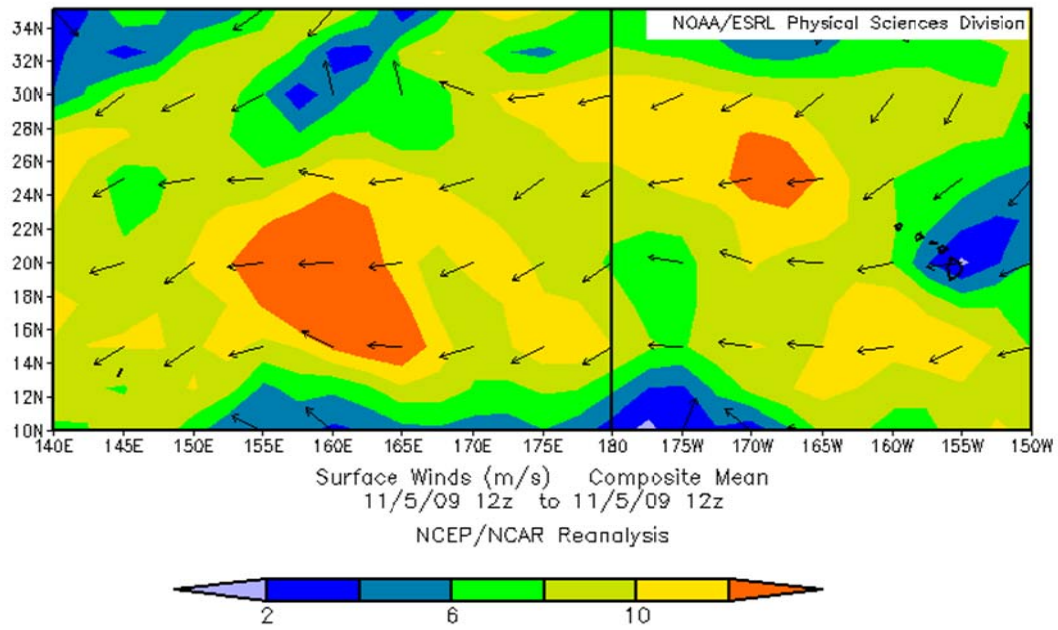 NOAA/ESRL Physical Sciences Division
34N
32N
30N
28N
26N
24N
22N
20N
18N
16N
14N
12N
10N
140E 145E 150E 155E 160E 165E 170E 175E 180 175W 170W 165W 160W 155W 150W
Surface Winds (m/s) Composite Mean
11/5/09 12z to 11/5/09 12z
NCEP/NCAR Reanalysis
2 6 10